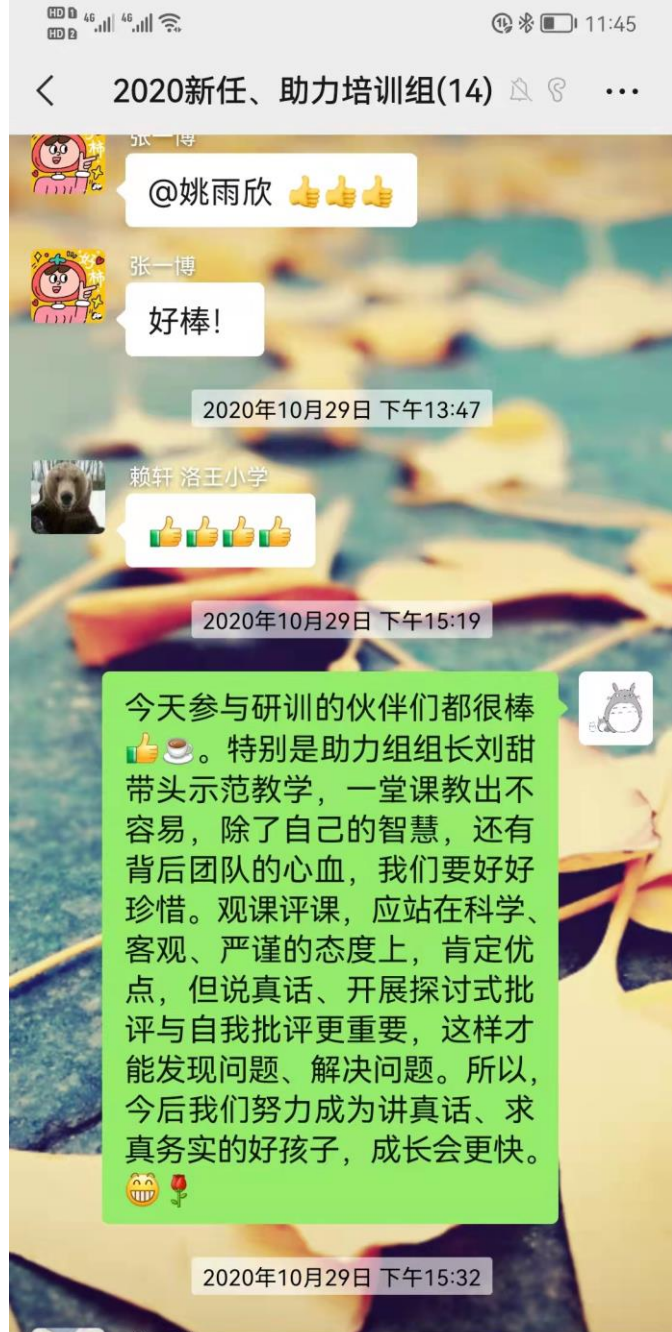 HD 1 4G 4G 11:45
HD 2
2020新任、助力培训组(14)
张一博
@姚雨欣 👍👍👍
张一博
好棒!
2020年10月29日 下午13:47
赖轩 洛王小学
👍👍👍👍
2020年10月29日 下午15:19
今天参与研训的伙伴们都很棒
👍☕。特别是助力组组长刘甜
带头示范教学，一堂课教出不
容易，除了自己的智慧，还有
背后团队的心血，我们要好好
珍惜。观课评课，应站在科学、
客观、严谨的态度上，肯定优
点，但说真话、开展探讨式批
评与自我批评更重要，这样才
能发现问题、解决问题。所以，
今后我们努力成为讲真话、求
真务实的好孩子，成长会更快。
😁🌹
2020年10月29日 下午15:32